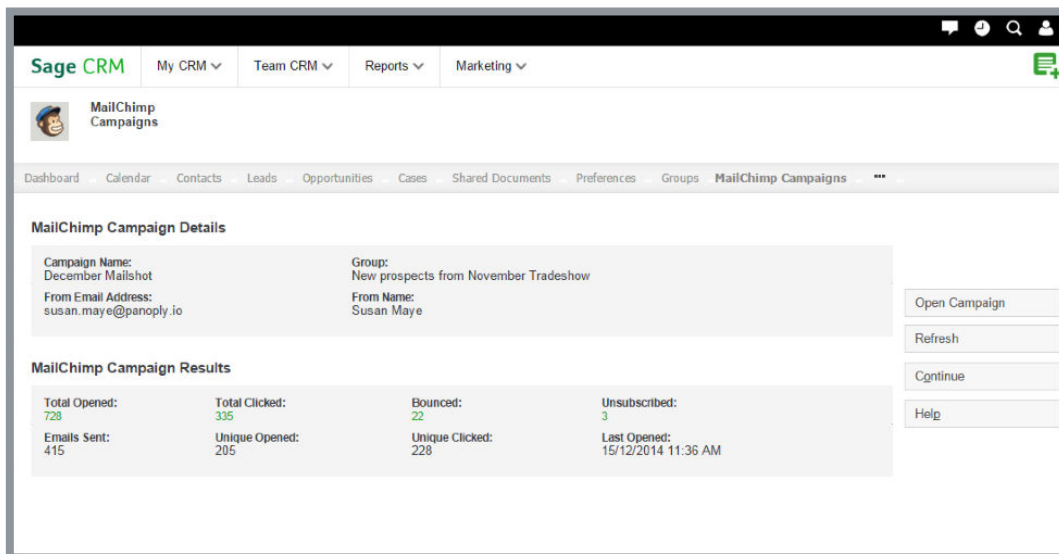 Sage CRM My CRM Team CRM Reports Marketing
MailChimp
Campaigns
Dashboard Calendar Contacts Leads Opportunities Cases Shared Documents Preferences Groups MailChimp Campaigns ...
MailChimp Campaign Details
Campaign Name: Group:
December Mailshot New prospects from November Tradeshow
From Email Address: From Name:
susan.maye@panoply.io Susan Maye
Open Campaign
Refresh
MailChimp Campaign Results
Continue
Total Opened: Total Clicked: Bounced: Unsubscribed:
728 335 22 3
Help
Emails Sent: Unique Opened: Unique Clicked: Last Opened:
415 205 228 15/12/2014 11:36 AM